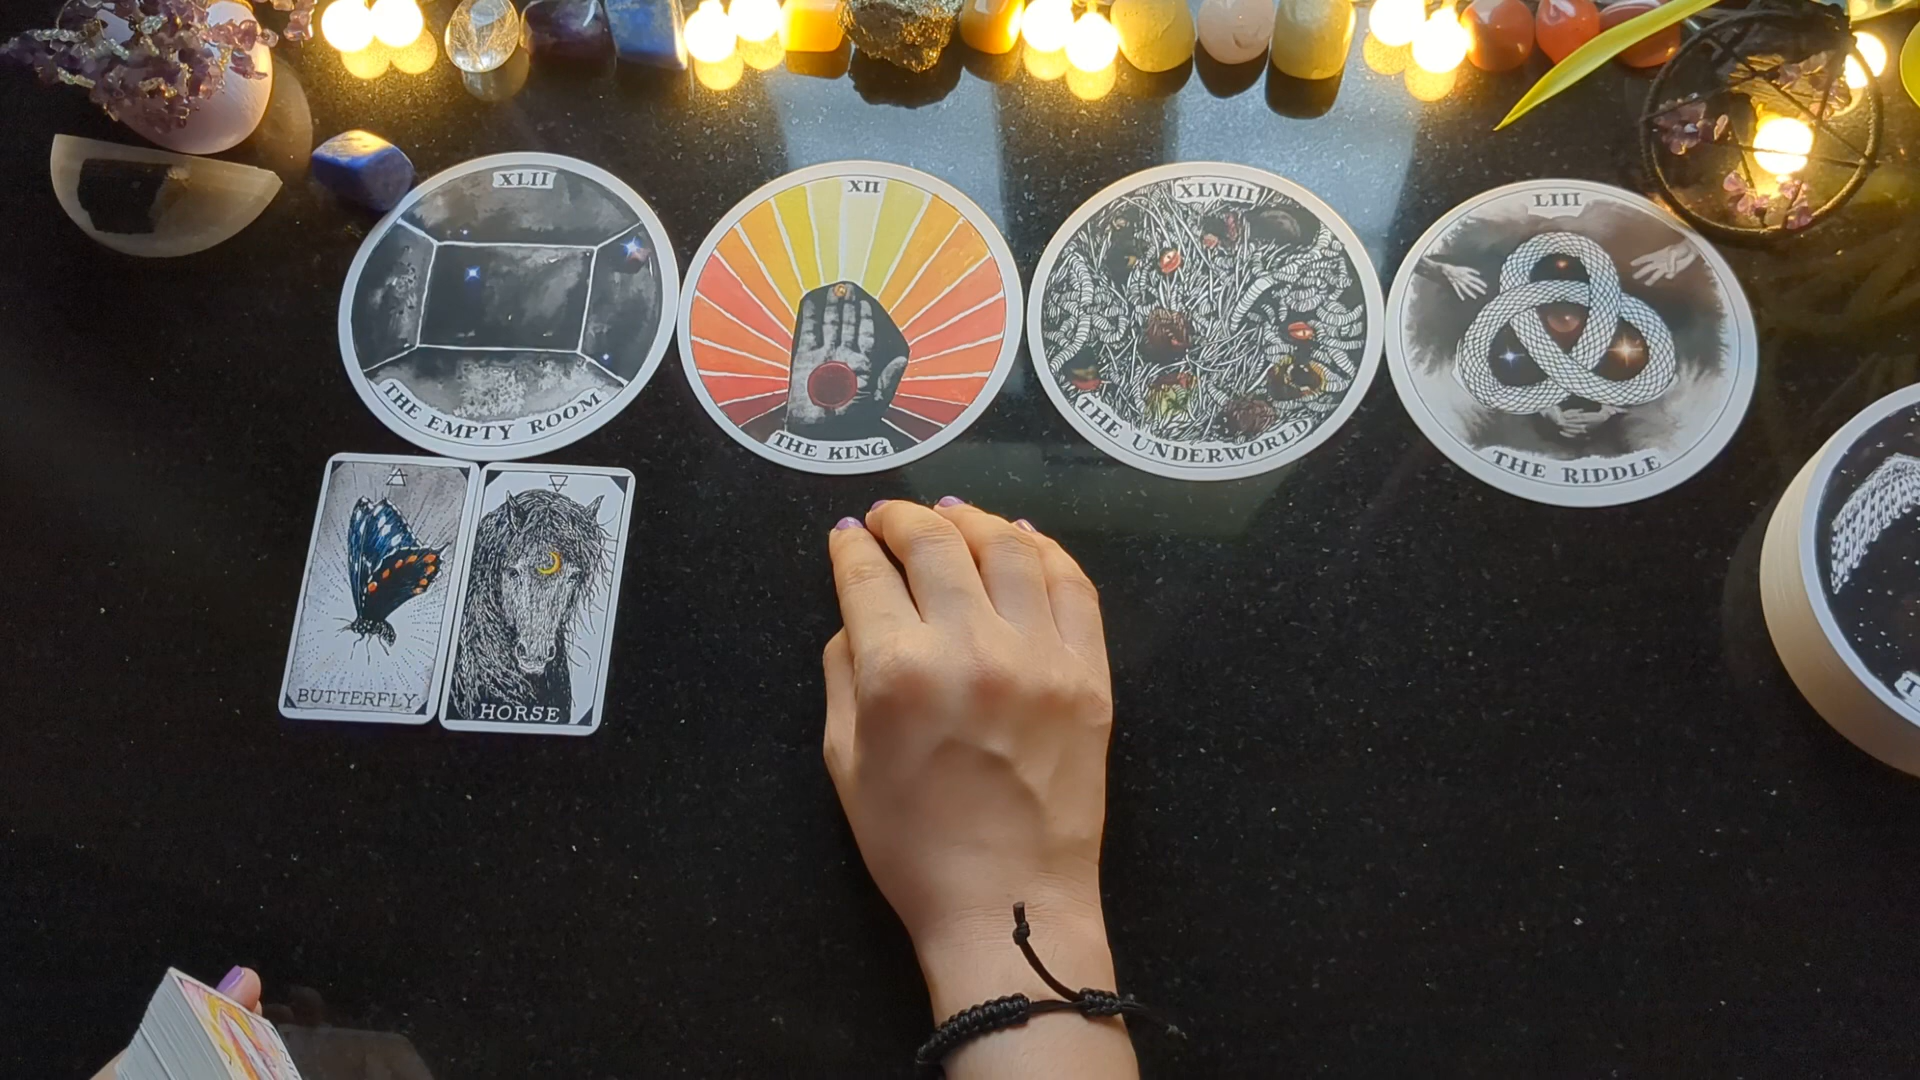 XLII
THE EMPTY ROOM
XII
THE KING
XLVIII
THE UNDERWORLD
LIII
THE RIDDLE
BUTTERFLY
HORSE